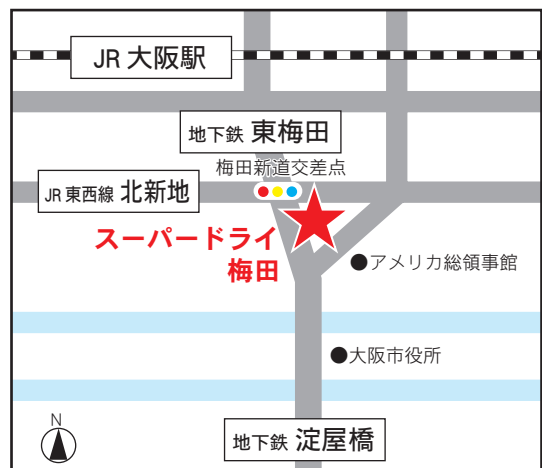 JR 大阪駅
地下鉄 東梅田
梅田新道交差点
JR 東西線 北新地
スーパードライ
梅田
●アメリカ総領事館
●大阪市役所
N
地下鉄 淀屋橋